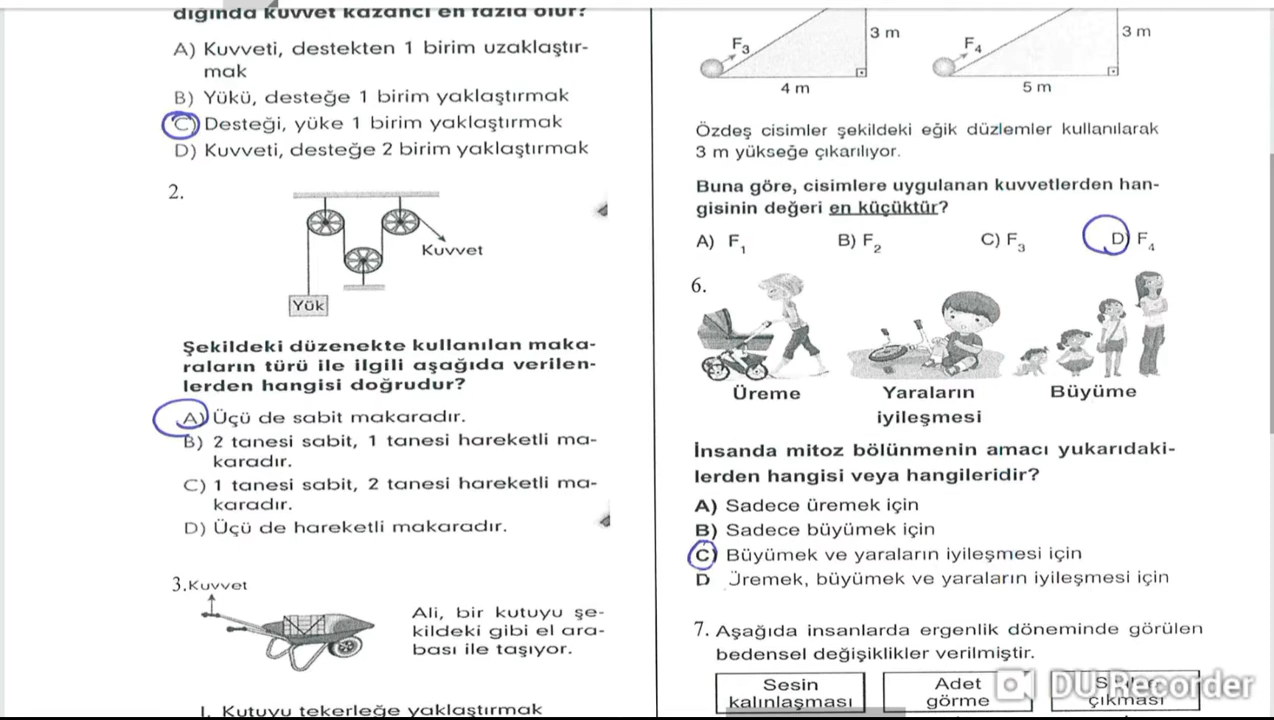 dığında kuvvet kazancı en fazla olur?
A) Kuvveti, destekten 1 birim uzaklaştır-
mak
B) Yükü, desteğe 1 birim yaklaştırmak
C) Desteği, yüke 1 birim yaklaştırmak
D) Kuvveti, desteğe 2 birim yaklaştırmak
2.
Kuvvet
Yük
Şekildeki düzenekte kullanılan maka-
raların türü ile ilgili aşağıda verilen-
lerden hangisi doğrudur?
A) Üçü de sabit makaradır.
B) 2 tanesi sabit, 1 tanesi hareketli ma-
karadır.
C) 1 tanesi sabit, 2 tanesi hareketli ma-
karadır.
D) Üçü de hareketli makaradır.
3. Kuvvet
Ali, bir kutuyu şe-
kildeki gibi el ara-
bası ile taşıyor.
I. Kutuyu tekerleğe yaklaştırmak
F3
3 m
4 m
F4
3 m
5 m
Özdeş cisimler şekildeki eğik düzlemler kullanılarak
3 m yükseğe çıkarılıyor.
Buna göre, cisimlere uygulanan kuvvetlerden han-
gisinin değeri en küçüktür?
A) F1 B) F2 C) F3 D) F4
6.
Üreme
Yaraların
iyileşmesi
Büyüme
İnsanda mitoz bölünmenin amacı yukarıdaki-
lerden hangisi veya hangileridir?
A) Sadece üremek için
B) Sadece büyümek için
C) Büyümek ve yaraların iyileşmesi için
D Üremek, büyümek ve yaraların iyileşmesi için
7. Aşağıda insanlarda ergenlik döneminde görülen
bedensel değişiklikler verilmiştir.
Sesin
kalınlaşması
Adet
görme
çıkması
DU Recorder